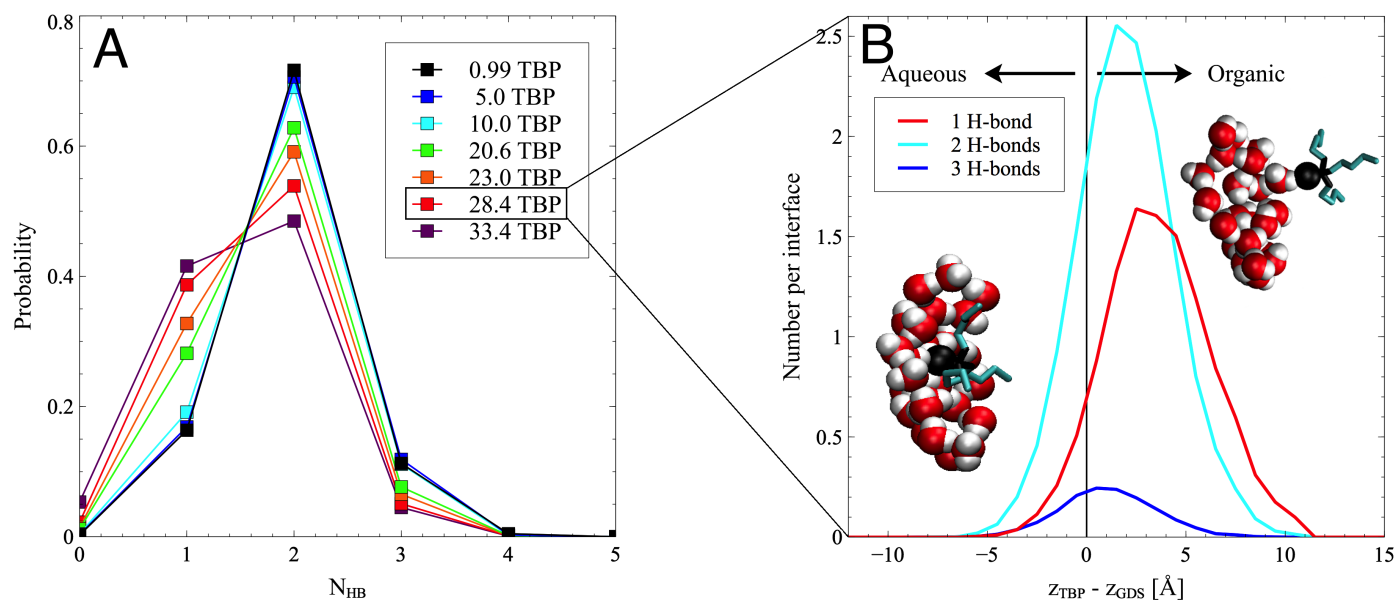 A
0.8
0.6
0.4
0.2
0
Probability
0.99 TBP
5.0 TBP
10.0 TBP
20.6 TBP
23.0 TBP
28.4 TBP
33.4 TBP
0 1 2 3 4 5
N_HB
B
2.5
2
1.5
1
0.5
0
Number per interface
Aqueous
Organic
1 H-bond
2 H-bonds
3 H-bonds
−10 −5 0 5 10 15
z_TBP - z_GDS [Å]